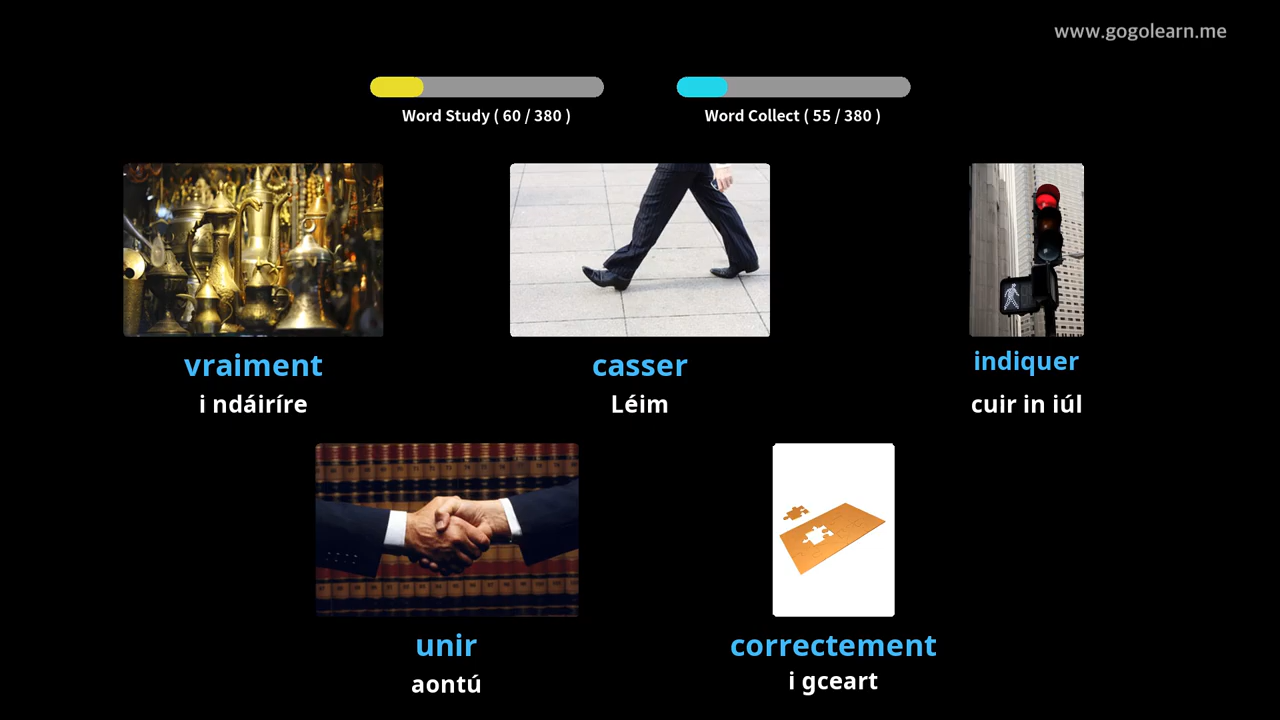 www.gogolearn.me
Word Study ( 60 / 380 )
Word Collect ( 55 / 380 )
vraiment
i ndáiríre
casser
Léim
indiquer
cuir in iúl
unir
aontú
correctement
i gceart